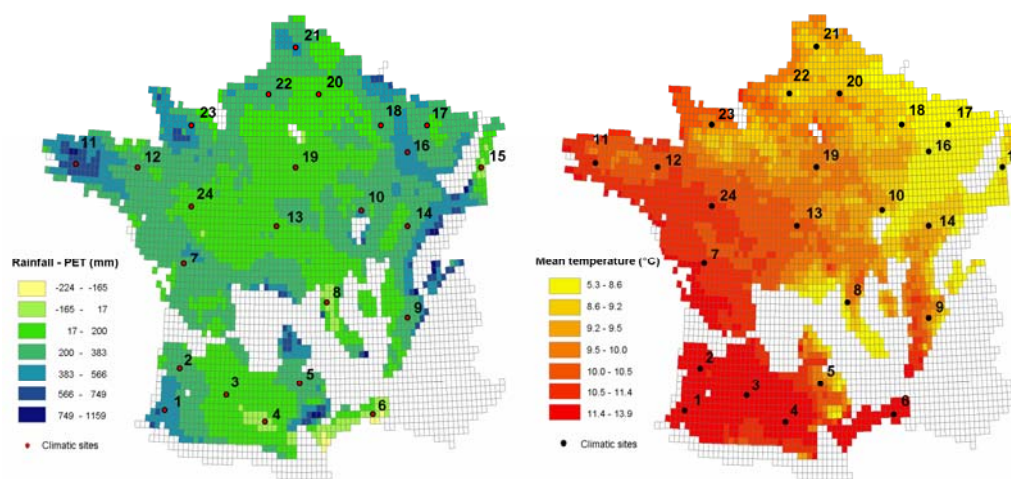 21
22
20
23
18
17
11
12
16
15
19
24
10
13
14
7
Rainfall - PET (mm)
-224 - -165
-165 - 17
17 - 200
200 - 383
383 - 566
566 - 749
749 - 1159
Climatic sites
8
9
2
3
5
1
4
6
21
22
20
23
18
17
11
12
16
19
24
10
13
14
7
Mean temperature (°C)
5.3 - 8.6
8.6 - 9.2
9.2 - 9.5
9.5 - 10.0
10.0 - 10.5
10.5 - 11.4
11.4 - 13.9
Climatic sites
8
9
2
3
5
1
4
6